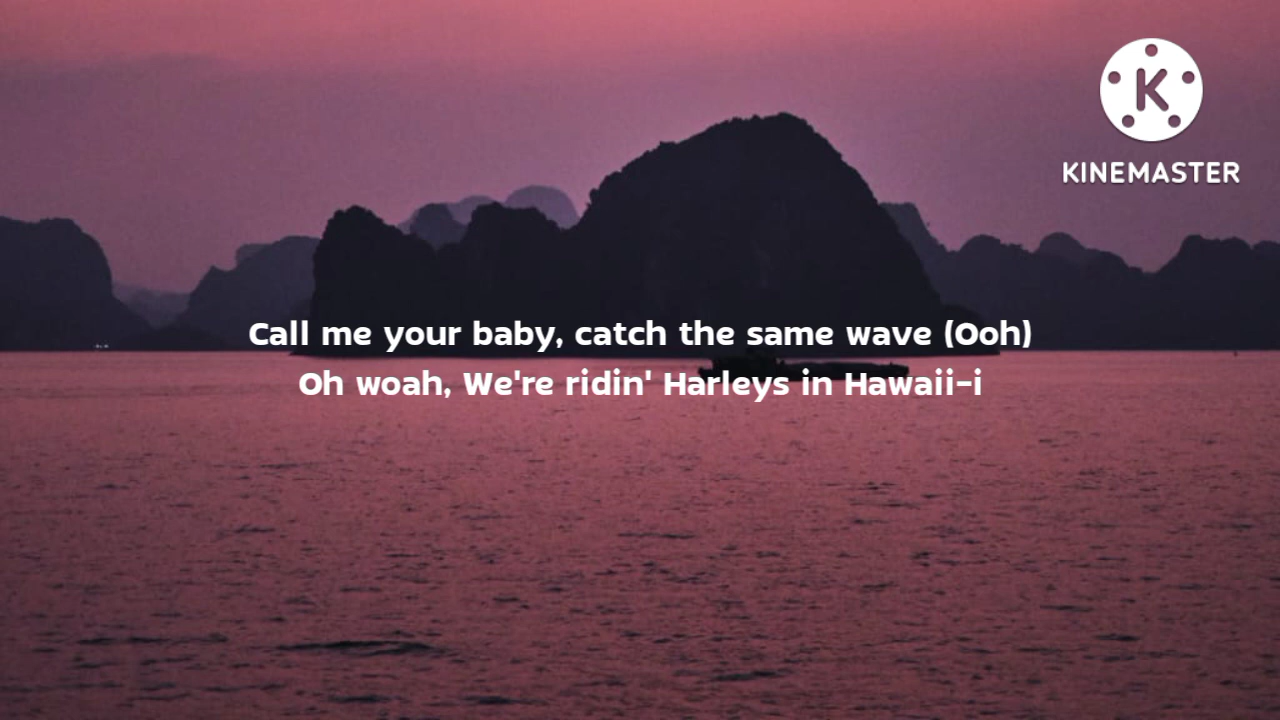 K
KINEMASTER
Call me your baby, catch the same wave (Ooh)
Oh woah, We're ridin' Harleys in Hawaii-i